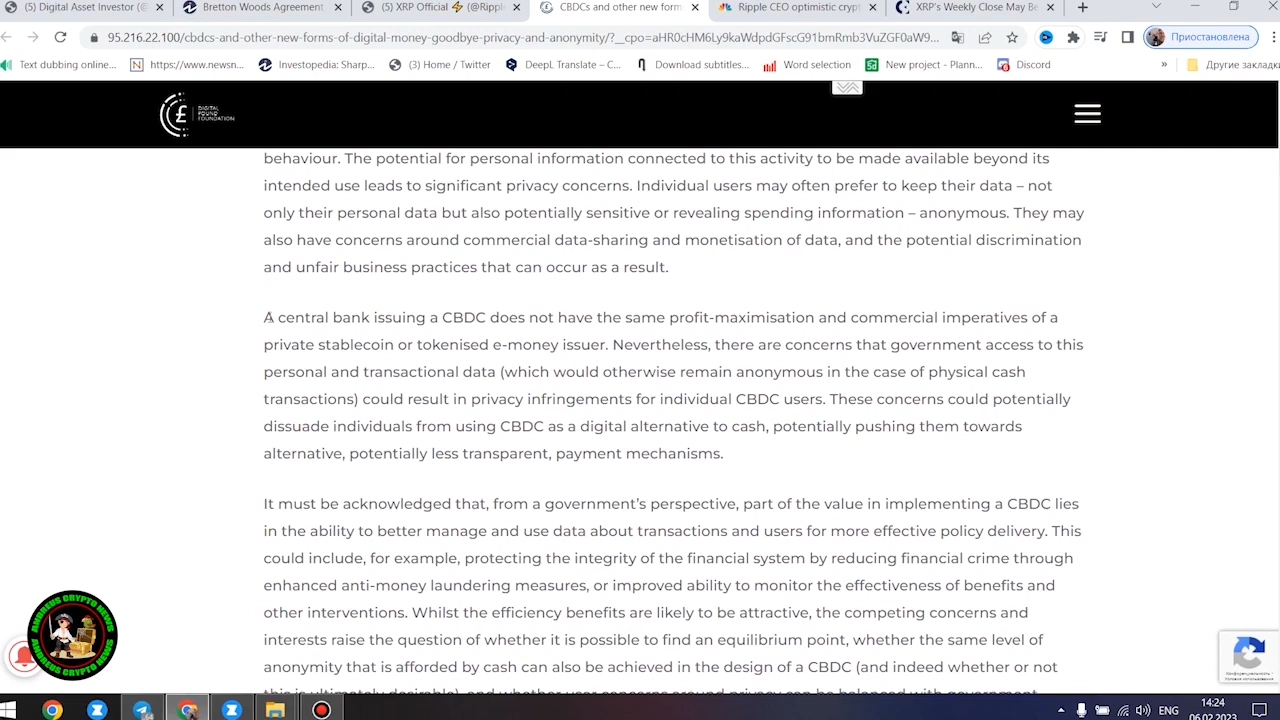 (5) Digital Asset Investor (@
Bretton Woods Agreement
(5) XRP Official ⚡ (@Ripple
CBDCs and other new form
Ripple CEO optimistic crypt
XRP's Weekly Close May Be
95.216.22.100/cbdcs-and-other-new-forms-of-digital-money-goodbye-privacy-and-anonymity/?__cpo=aHR0cHM6Ly9kaWdpdGFscG91bmRmb3VuZGF0aW9...
Приостановлена
Text dubbing online...
https://www.newsn...
Investopedia: Sharp...
(3) Home / Twitter
DeepL Translate – C...
Download subtitles...
Word selection
New project - Plann...
Discord
»
Другие закладки
DIGITAL
POUND
FOUNDATION
behaviour. The potential for personal information connected to this activity to be made available beyond its
intended use leads to significant privacy concerns. Individual users may often prefer to keep their data – not
only their personal data but also potentially sensitive or revealing spending information – anonymous. They may
also have concerns around commercial data-sharing and monetisation of data, and the potential discrimination
and unfair business practices that can occur as a result.
A central bank issuing a CBDC does not have the same profit-maximisation and commercial imperatives of a
private stablecoin or tokenised e-money issuer. Nevertheless, there are concerns that government access to this
personal and transactional data (which would otherwise remain anonymous in the case of physical cash
transactions) could result in privacy infringements for individual CBDC users. These concerns could potentially
dissuade individuals from using CBDC as a digital alternative to cash, potentially pushing them towards
alternative, potentially less transparent, payment mechanisms.
It must be acknowledged that, from a government's perspective, part of the value in implementing a CBDC lies
in the ability to better manage and use data about transactions and users for more effective policy delivery. This
could include, for example, protecting the integrity of the financial system by reducing financial crime through
enhanced anti-money laundering measures, or improved ability to monitor the effectiveness of benefits and
other interventions. Whilst the efficiency benefits are likely to be attractive, the competing concerns and
interests raise the question of whether it is possible to find an equilibrium point, whether the same level of
anonymity that is afforded by cash can also be achieved in the design of a CBDC (and indeed whether or not
ANDREUS CRYPTO NEWS
ANDREUS CRYPTO NEWS
Конфиденциальность -
ENG
14:24
06.02.2023